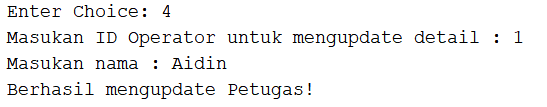 Enter Choice: 4
Masukan ID Operator untuk mengupdate detail : 1
Masukan nama : Aidin
Berhasil mengupdate Petugas!